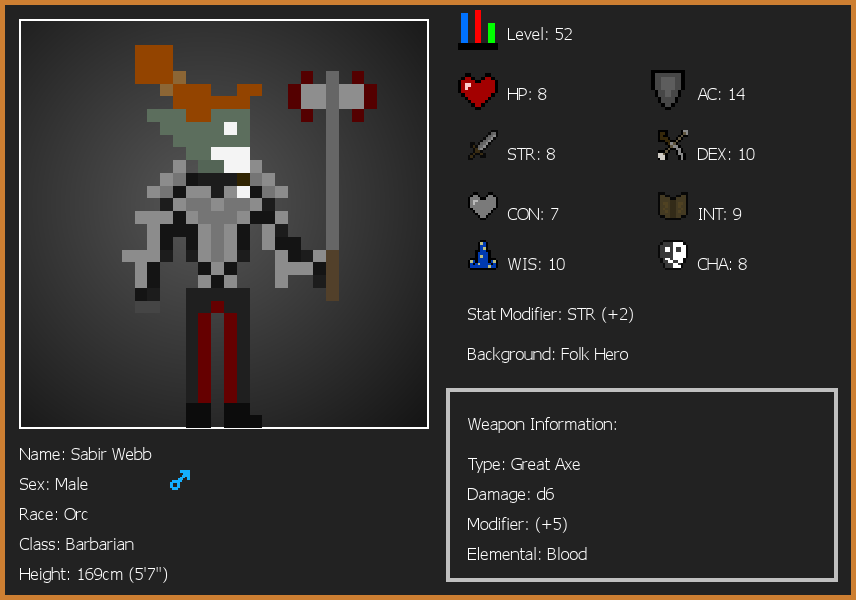 Level: 52
HP: 8
AC: 14
STR: 8
DEX: 10
CON: 7
INT: 9
WIS: 10
CHA: 8
Stat Modifier: STR (+2)
Background: Folk Hero
Weapon Information:
Type: Great Axe
Damage: d6
Modifier: (+5)
Elemental: Blood
Name: Sabir Webb
Sex: Male
Race: Orc
Class: Barbarian
Height: 169cm (5'7")